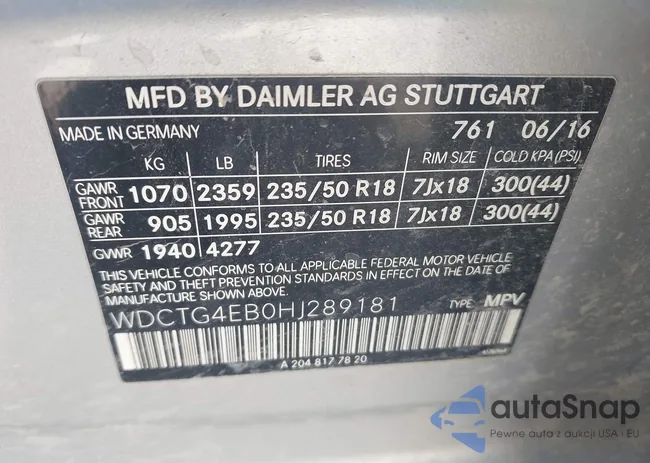 MFD BY DAIMLER AG STUTTGART
MADE IN GERMANY 761 06/16
KG LB TIRES RIM SIZE COLD KPA(PSI)
GAWR FRONT 1070 2359 235/50 R18 7Jx18 300(44)
GAWR REAR 905 1995 235/50 R18 7Jx18 300(44)
GVWR 1940 4277
THIS VEHICLE CONFORMS TO ALL APPLICABLE FEDERAL MOTOR VEHICLE
SAFETY AND THEFT PREVENTION STANDARDS IN EFFECT ON THE DATE OF
MANUFACTURE SHOWN ABOVE.
WDCTG4EB0HJ289181 TYPE: MPV
A 204 817 78 20
autaSnap
Pewne auto z aukcji USA i EU